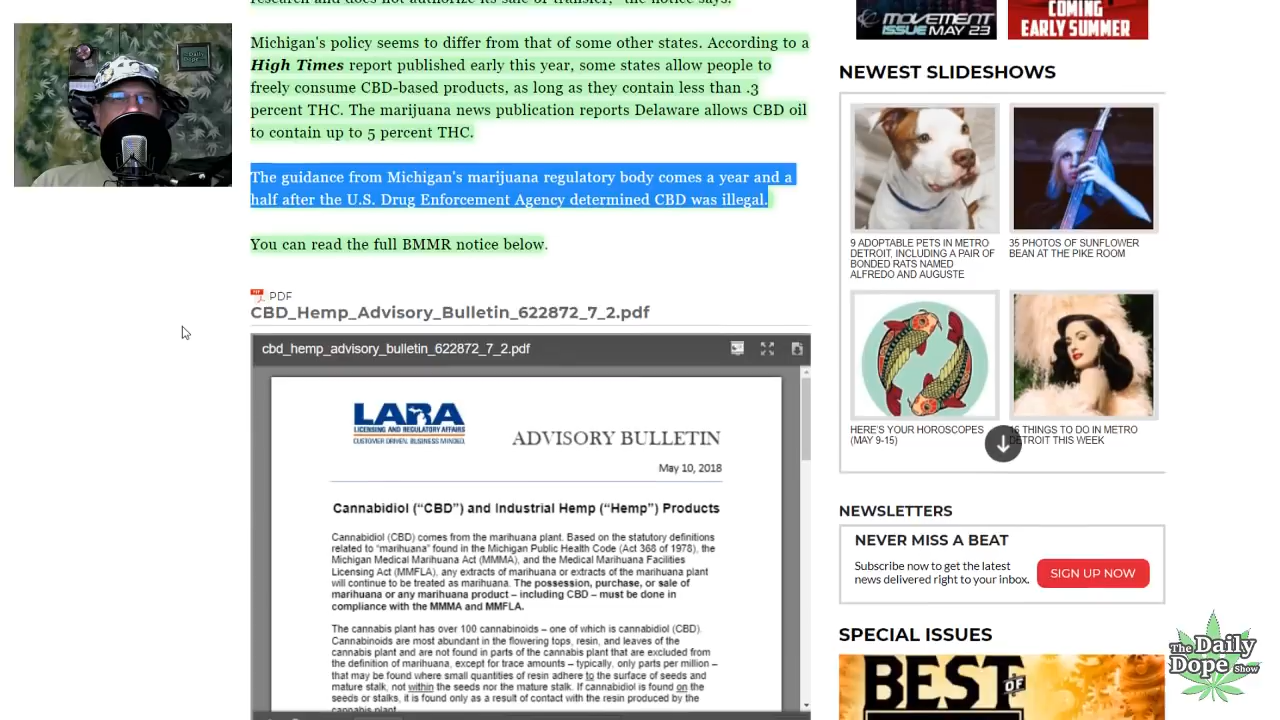 research and does not authorize its sale or transfer," the notice says.
Michigan's policy seems to differ from that of some other states. According to a
High Times report published early this year, some states allow people to
freely consume CBD-based products, as long as they contain less than .3
percent THC. The marijuana news publication reports Delaware allows CBD oil
to contain up to 5 percent THC.
The guidance from Michigan's marijuana regulatory body comes a year and a
half after the U.S. Drug Enforcement Agency determined CBD was illegal.
You can read the full BMMR notice below.
PDF
CBD_Hemp_Advisory_Bulletin_622872_7_2.pdf
cbd_hemp_advisory_bulletin_622872_7_2.pdf
LARA
LICENSING AND REGULATORY AFFAIRS
CUSTOMER DRIVEN. BUSINESS MINDED.
ADVISORY BULLETIN
May 10, 2018
Cannabidiol ("CBD") and Industrial Hemp ("Hemp") Products
Cannabidiol (CBD) comes from the marihuana plant. Based on the statutory definitions
related to "marihuana" found in the Michigan Public Health Code (Act 368 of 1978), the
Michigan Medical Marihuana Act (MMMA), and the Medical Marihuana Facilities
Licensing Act (MMFLA), any extracts of marihuana or extracts of the marihuana plant
will continue to be treated as marihuana. The possession, purchase, or sale of
marihuana or any marihuana product – including CBD – must be done in
compliance with the MMMA and MMFLA.
The cannabis plant has over 100 cannabinoids – one of which is cannabidiol (CBD).
Cannabinoids are most abundant in the flowering tops, resin, and leaves of the
cannabis plant and are not found in parts of the cannabis plant that are excluded from
the definition of marihuana, except for trace amounts – typically, only parts per million –
that may be found where small quantities of resin adhere to the surface of seeds and
mature stalk, not within the seeds nor the mature stalk. If cannabidiol is found on the
seeds or stalks, it is found only as a result of contact with the resin produced by the
cannabis plant.
MOVEMENT
ISSUE MAY 23
COMING
EARLY SUMMER
NEWEST SLIDESHOWS
9 ADOPTABLE PETS IN METRO
DETROIT, INCLUDING A PAIR OF
BONDED RATS NAMED
ALFREDO AND AUGUSTE
35 PHOTOS OF SUNFLOWER
BEAN AT THE PIKE ROOM
HERE'S YOUR HOROSCOPES
(MAY 9-15)
THINGS TO DO IN METRO
DETROIT THIS WEEK
NEWSLETTERS
NEVER MISS A BEAT
Subscribe now to get the latest
news delivered right to your inbox.
SIGN UP NOW
SPECIAL ISSUES
BEST OF
The Daily
Dope Show